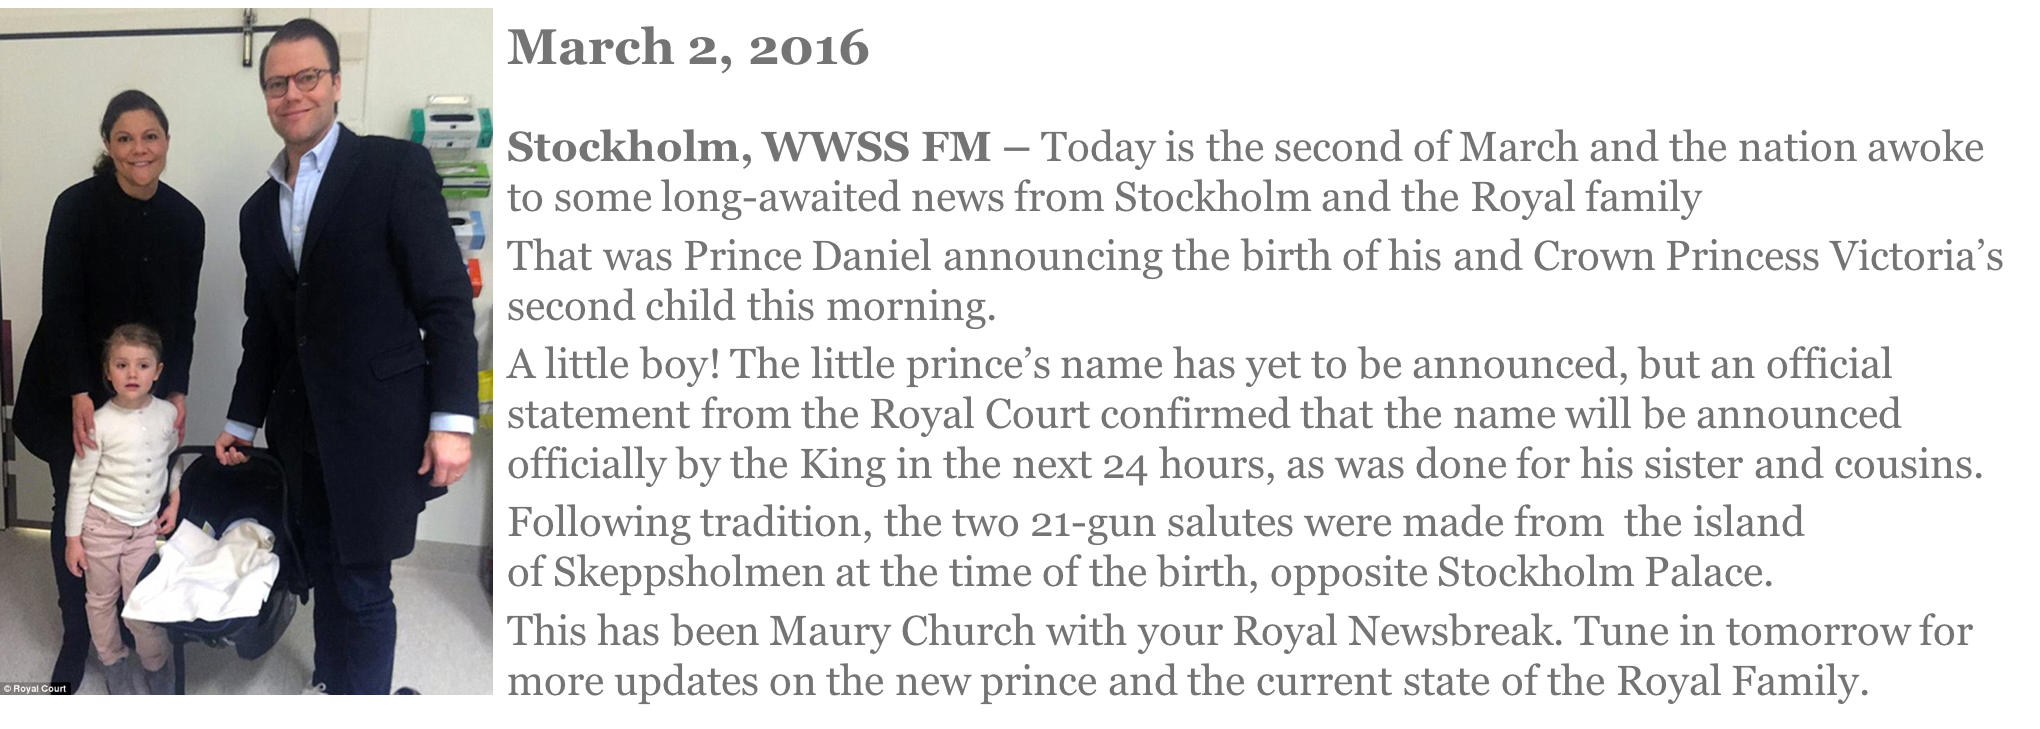 March 2, 2016
Stockholm, WWSS FM – Today is the second of March and the nation awoke
to some long-awaited news from Stockholm and the Royal family
That was Prince Daniel announcing the birth of his and Crown Princess Victoria’s
second child this morning.
A little boy! The little prince’s name has yet to be announced, but an official
statement from the Royal Court confirmed that the name will be announced
officially by the King in the next 24 hours, as was done for his sister and cousins.
Following tradition, the two 21-gun salutes were made from  the island
of Skeppsholmen at the time of the birth, opposite Stockholm Palace.
This has been Maury Church with your Royal Newsbreak. Tune in tomorrow for
more updates on the new prince and the current state of the Royal Family.
© Royal Court